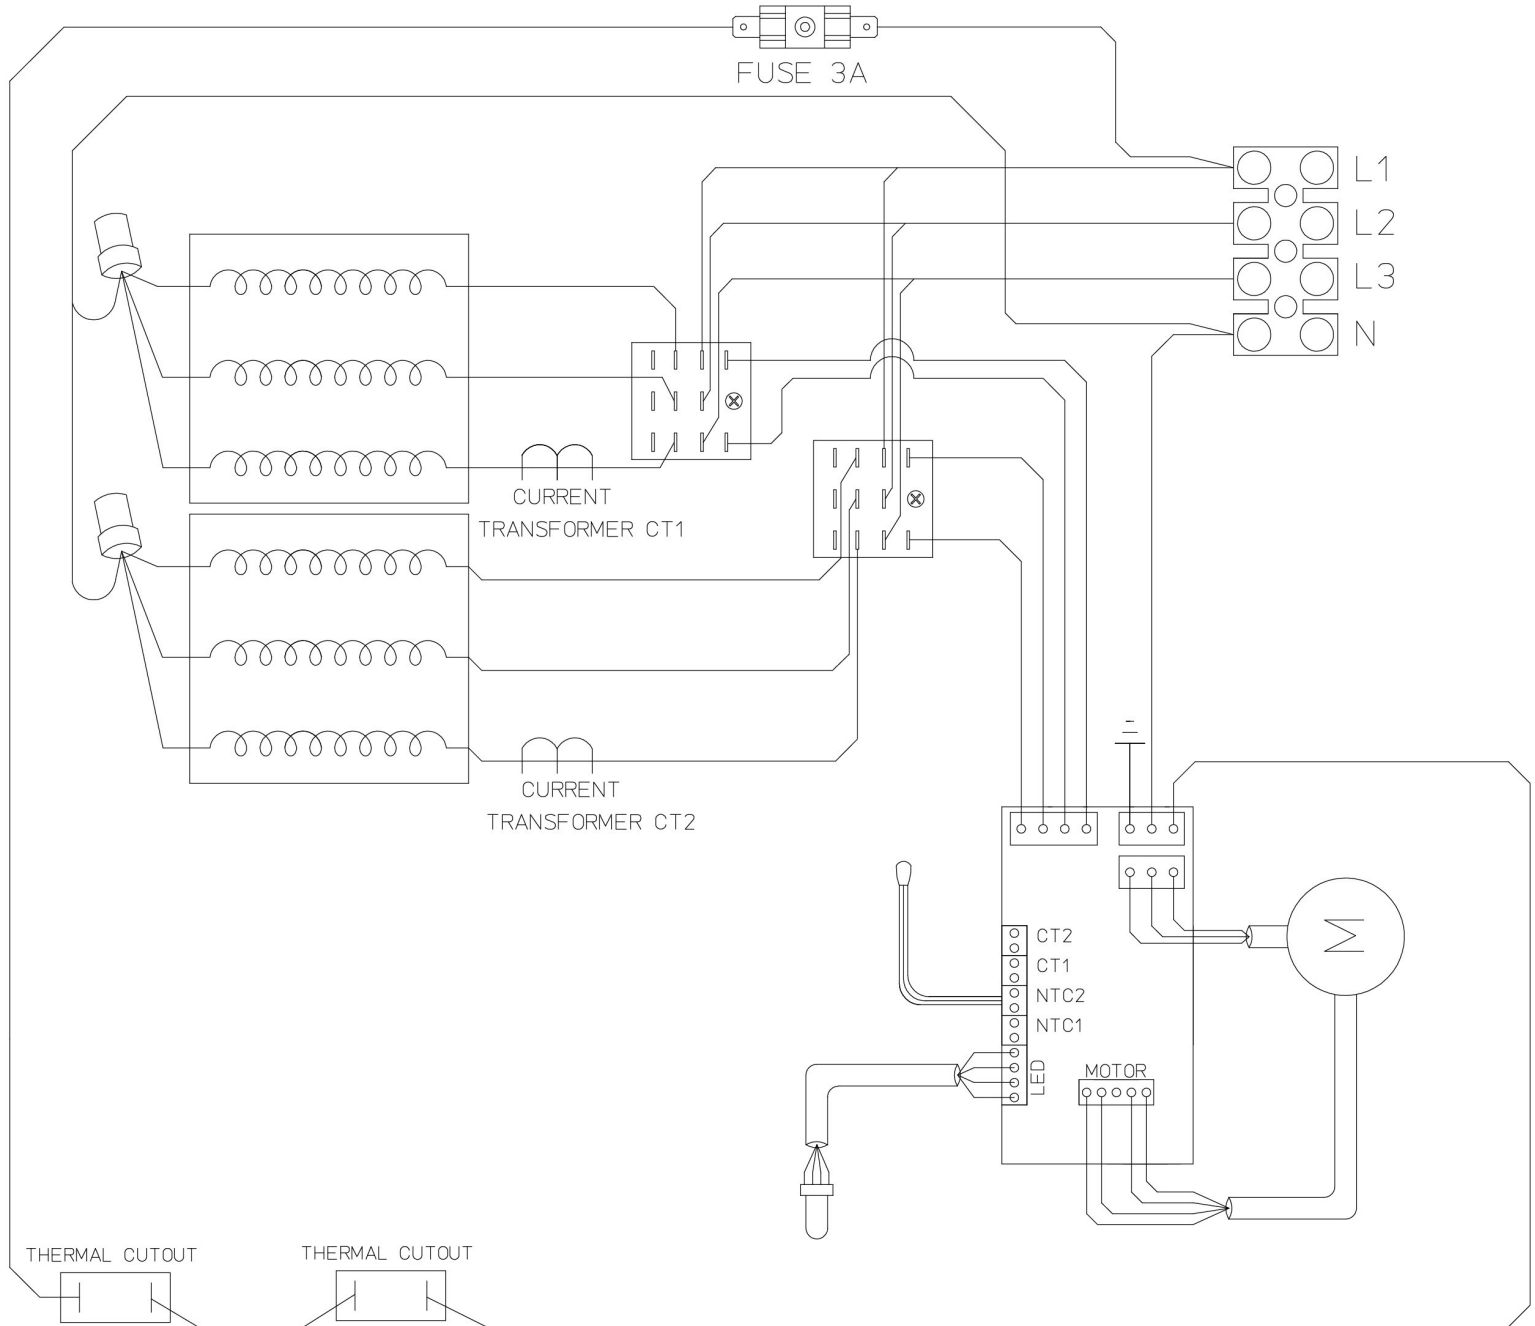 FUSE 3A
L1
L2
L3
N
CURRENT
TRANSFORMER CT1
CURRENT
TRANSFORMER CT2
CT2
CT1
NTC2
NTC1
LED
MOTOR
M
THERMAL CUTOUT
THERMAL CUTOUT